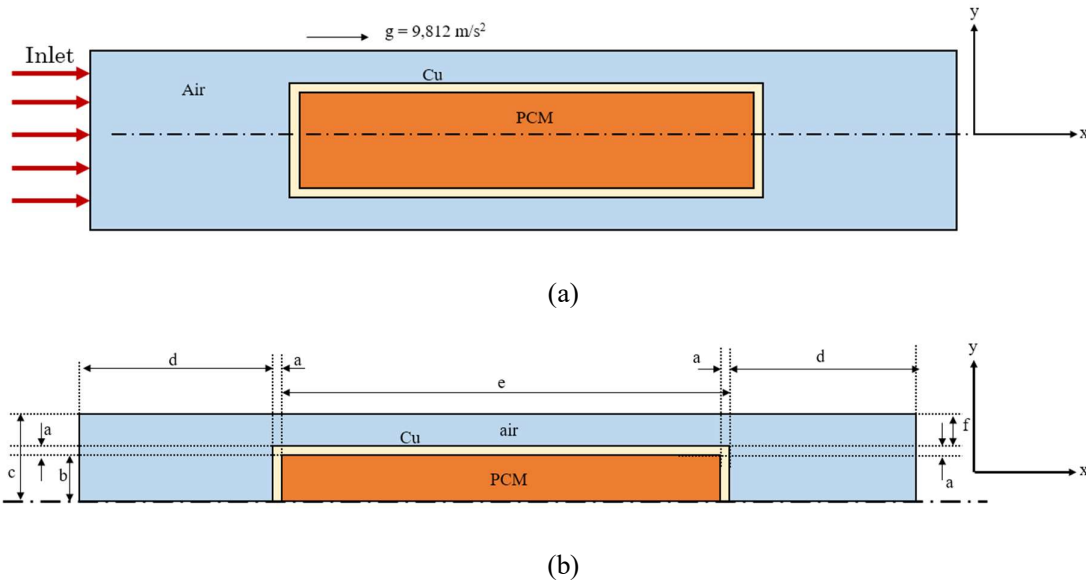 g = 9,812 m/s²
y
Inlet
Cu
Air
PCM
x
(a)
y
d
a
a
d
e
a
air
f
Cu
c
b
x
PCM
a
(b)